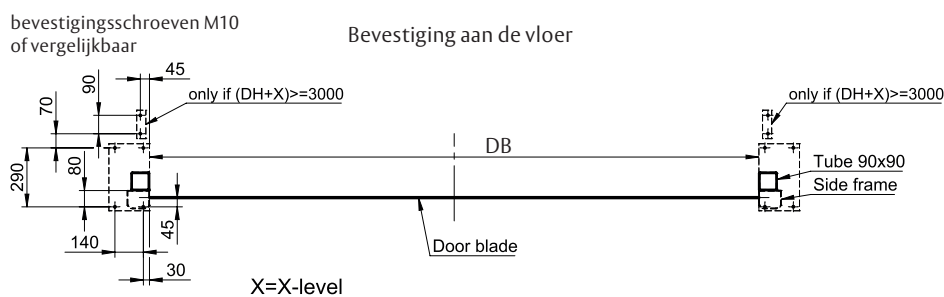 bevestigingsschroeven M10
of vergelijkbaar
Bevestiging aan de vloer
45
90
only if (DH+X)>=3000
only if (DH+X)>=3000
70
DB
290
80
Tube 90x90
Side frame
45
140
Door blade
30
X=X-level